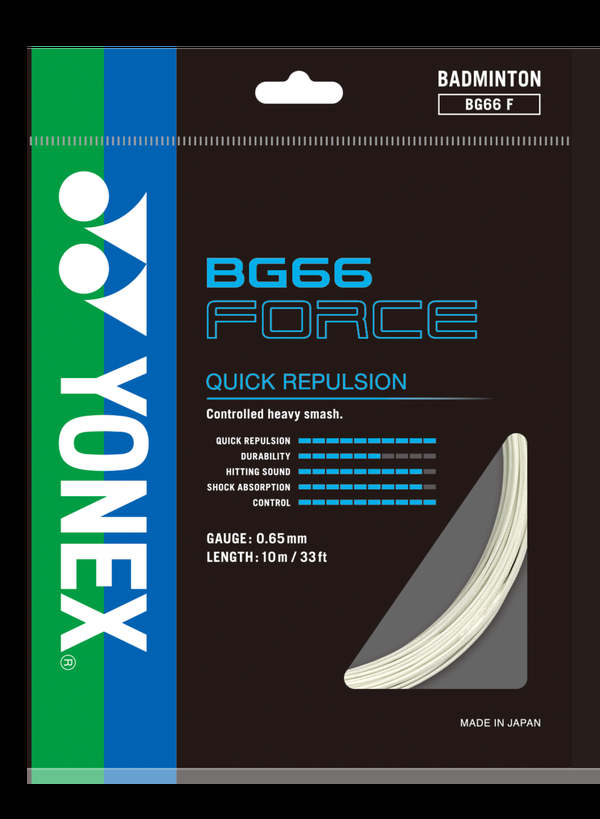 BADMINTON
BG66 F
YONEX
®
BG66
FORCE
QUICK REPULSION
Controlled heavy smash.
QUICK REPULSION
DURABILITY
HITTING SOUND
SHOCK ABSORPTION
CONTROL
GAUGE: 0.65mm
LENGTH: 10m / 33ft
MADE IN JAPAN